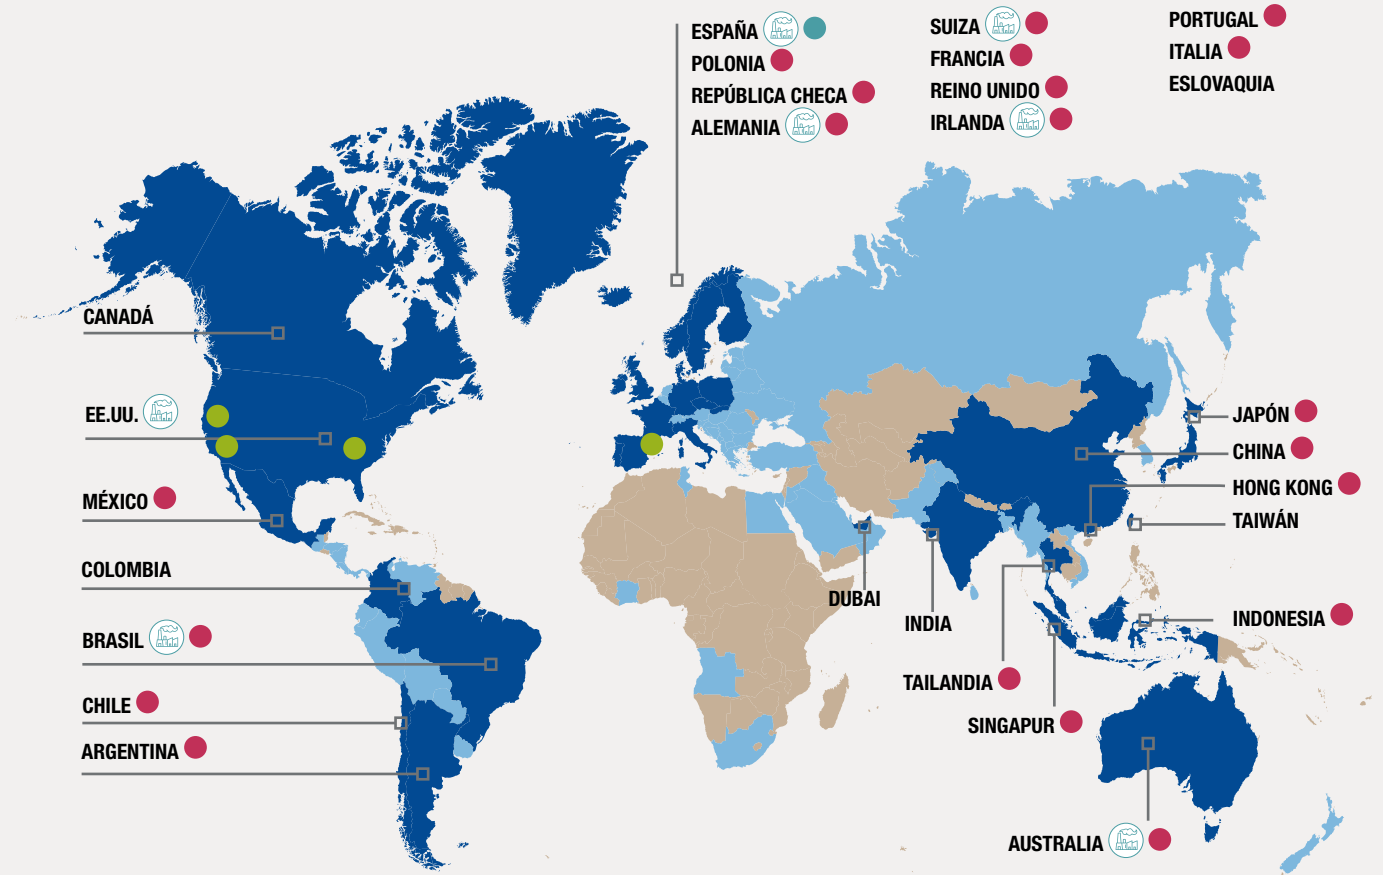 ESPAÑA
POLONIA
REPÚBLICA CHECA
ALEMANIA
SUIZA
FRANCIA
REINO UNIDO
IRLANDA
PORTUGAL
ITALIA
ESLOVAQUIA
CANADÁ
EE.UU.
MÉXICO
COLOMBIA
BRASIL
CHILE
ARGENTINA
JAPÓN
CHINA
HONG KONG
TAIWÁN
DUBAI
INDIA
INDONESIA
TAILANDIA
SINGAPUR
AUSTRALIA